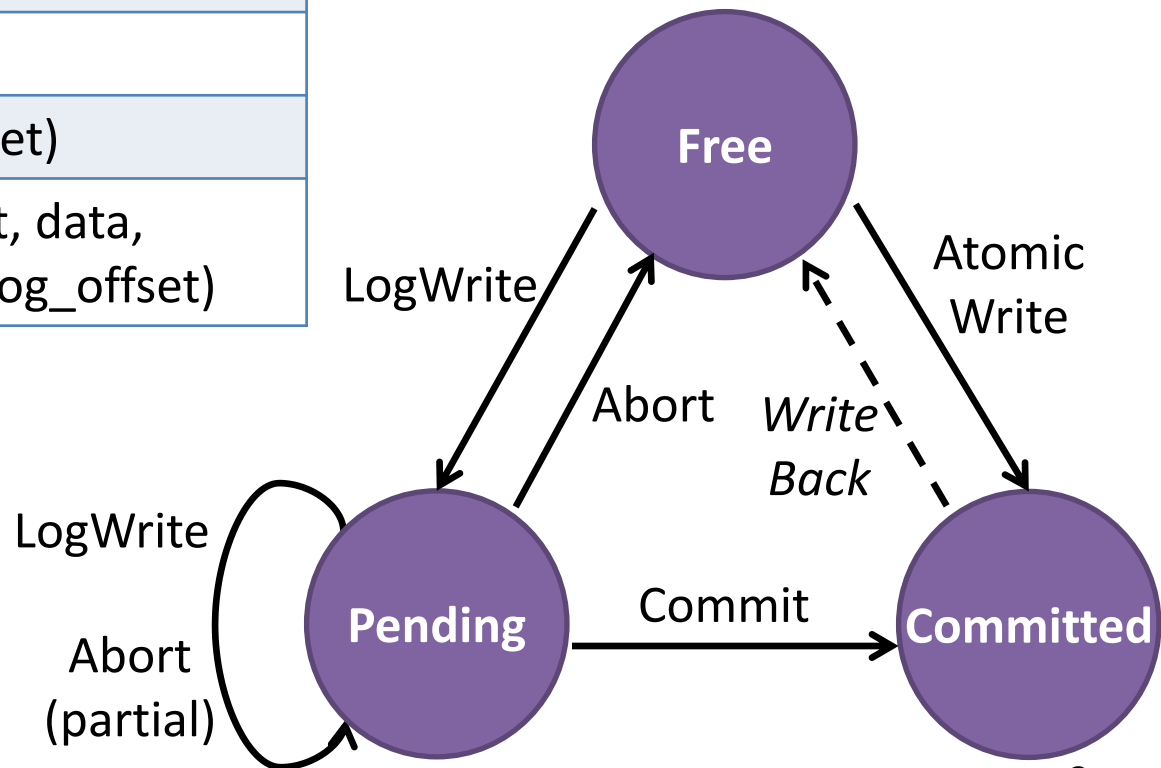 et)
t, data,
og_offset)
Free
LogWrite
Atomic
Write
Abort
Write
Back
LogWrite
Abort
(partial)
Pending
Commit
Committed